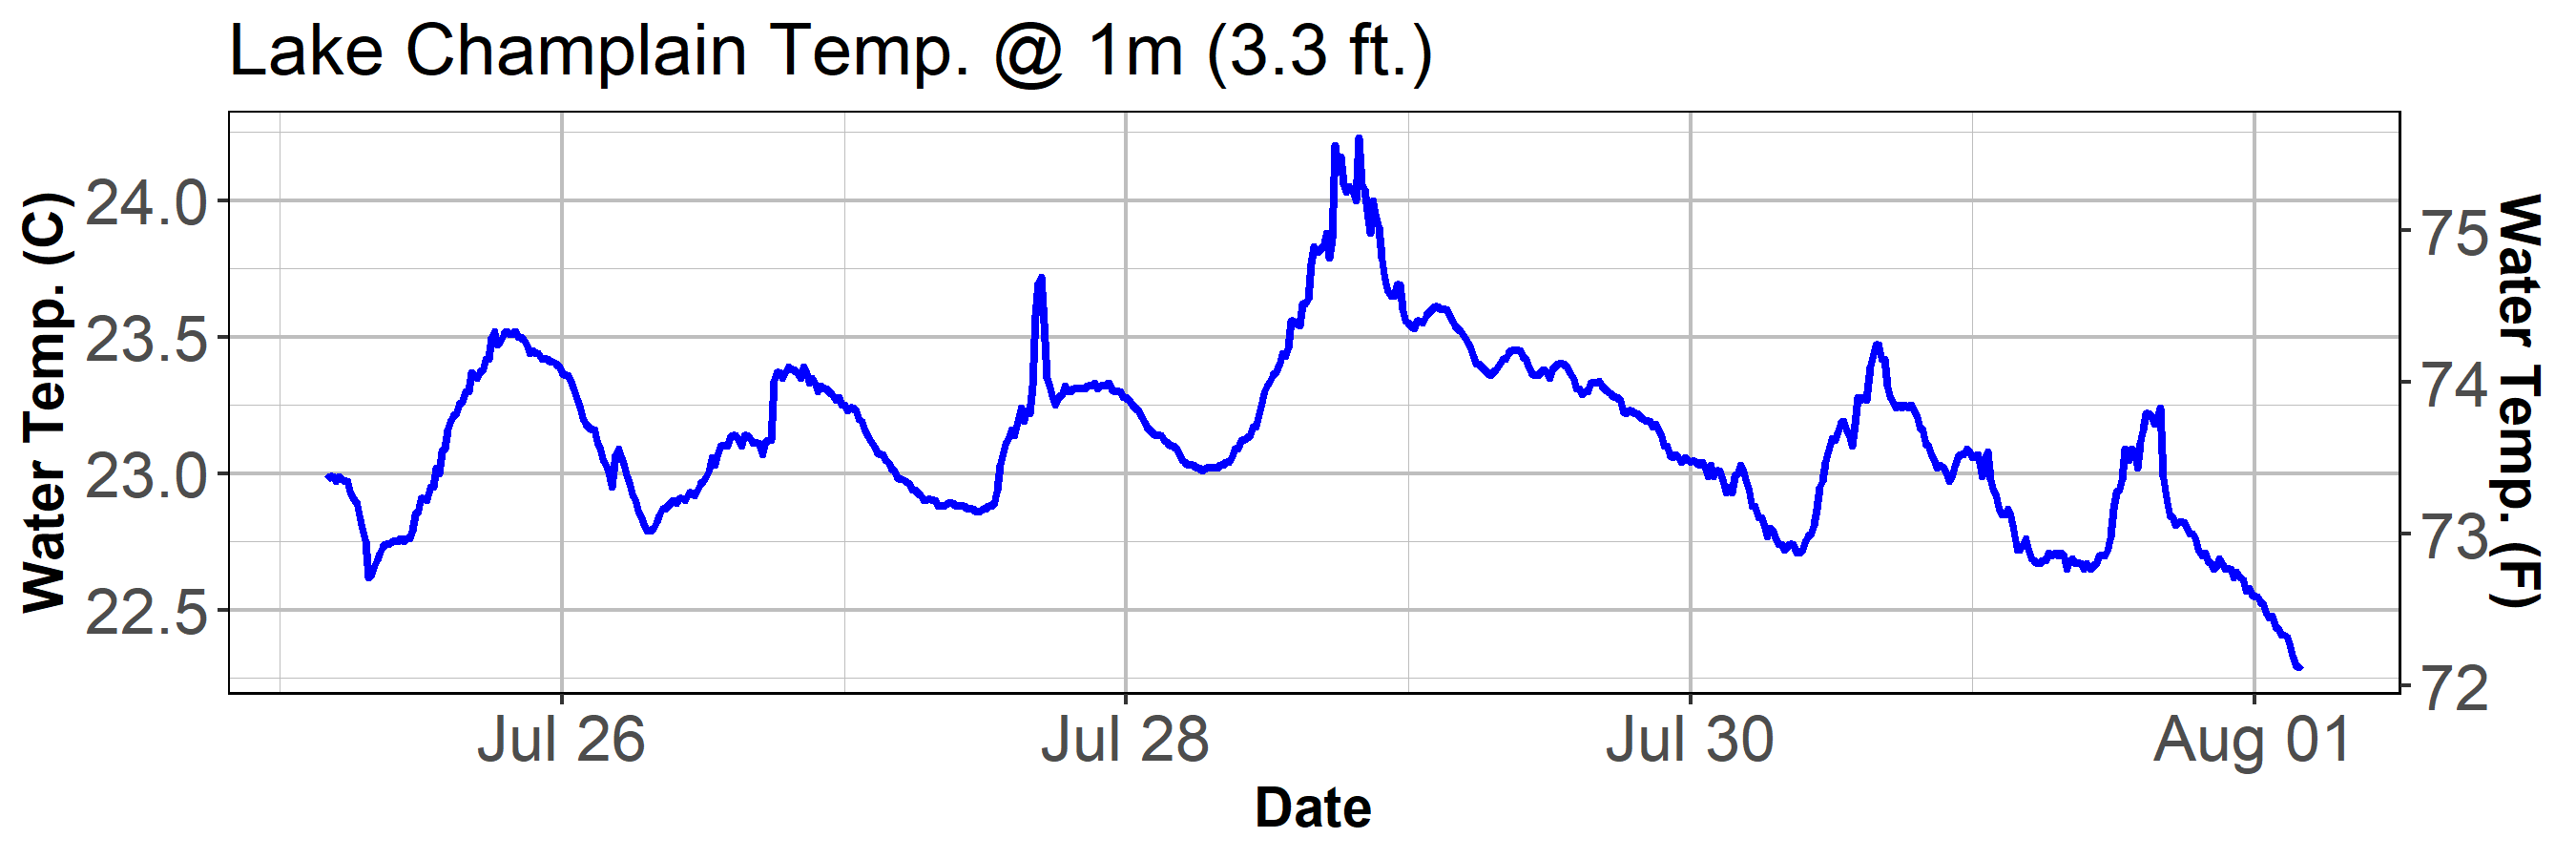 Lake Champlain Temp. @ 1m (3.3 ft.)
Water Temp. (C)
24.0
23.5
23.0
22.5
75
74
73
72
Water Temp. (F)
Jul 26
Jul 28
Jul 30
Aug 01
Date